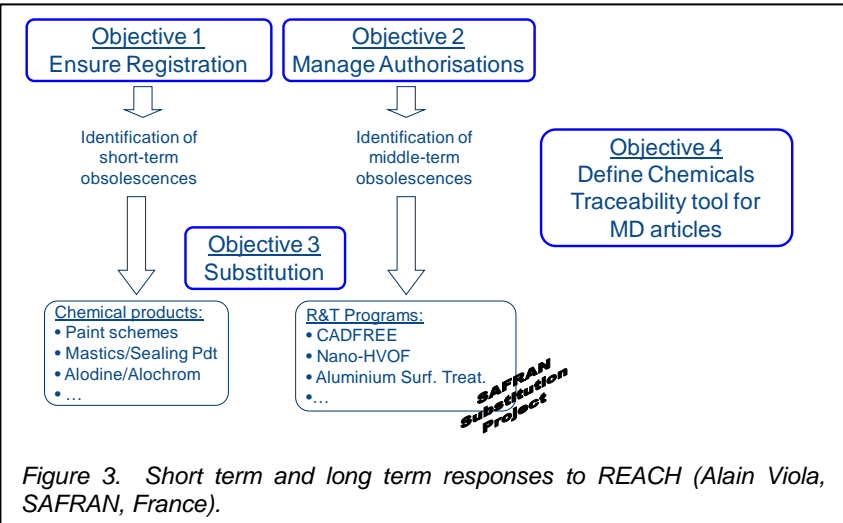 Objective 1
Ensure Registration
Objective 2
Manage Authorisations
Identification of
short-term
obsolescences
Identification of
middle-term
obsolescences
Objective 4
Define Chemicals
Traceability tool for
MD articles
Objective 3
Substitution
Chemical products:
• Paint schemes
• Mastics/Sealing Pdt
• Alodine/Alochrom
• ...
R&T Programs:
• CADFREE
• Nano-HVOF
• Aluminium Surf. Treat.
•...
SAFRAN
Substitution
Project
Figure 3. Short term and long term responses to REACH (Alain Viola,
SAFRAN, France).